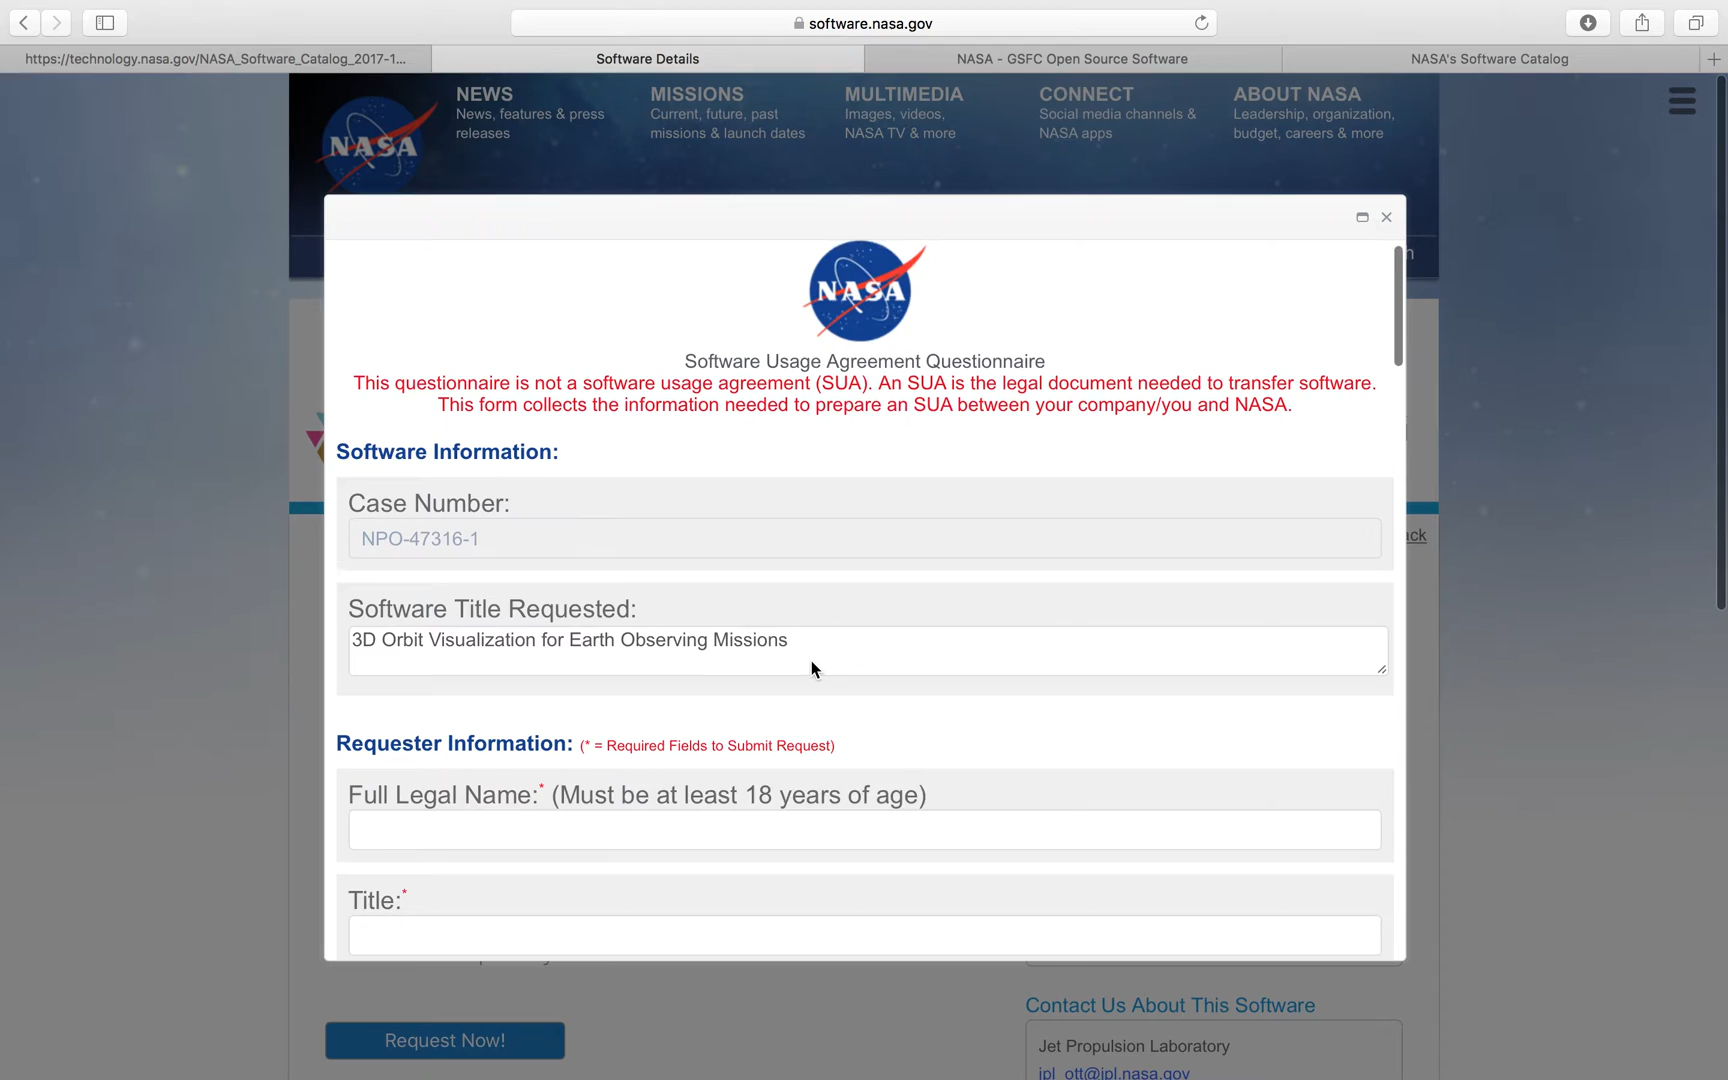 software.nasa.gov
https://technology.nasa.gov/NASA_Software_Catalog_2017-1...
Software Details
NASA - GSFC Open Source Software
NASA's Software Catalog
NASA
NEWS
News, features & press
releases
MISSIONS
Current, future, past
missions & launch dates
MULTIMEDIA
Images, videos,
NASA TV & more
CONNECT
Social media channels &
NASA apps
ABOUT NASA
Leadership, organization,
budget, careers & more
NASA
Software Usage Agreement Questionnaire
This questionnaire is not a software usage agreement (SUA). An SUA is the legal document needed to transfer software.
This form collects the information needed to prepare an SUA between your company/you and NASA.
Software Information:
Case Number:
NPO-47316-1
Software Title Requested:
3D Orbit Visualization for Earth Observing Missions
Requester Information: (* = Required Fields to Submit Request)
Full Legal Name:* (Must be at least 18 years of age)
Title:*
ack
Request Now!
Contact Us About This Software
Jet Propulsion Laboratory
jpl_ott@jpl.nasa.gov